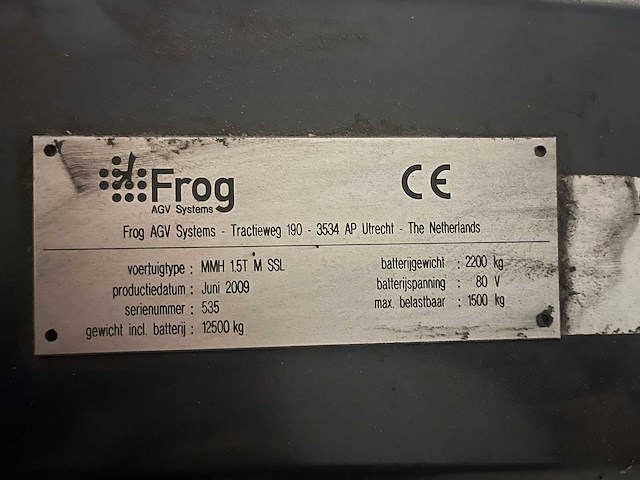 Frog
AGV Systems
CE
Frog AGV Systems - Tractieweg 190 - 3534 AP Utrecht - The Netherlands
voertuigtype : MMH 1.5T M SSL
productiedatum : Juni 2009
serienummer : 535
gewicht incl. batterij : 12500 kg
batterijgewicht : 2200 kg
batterijspanning : 80 V
max. belastbaar : 1500 kg